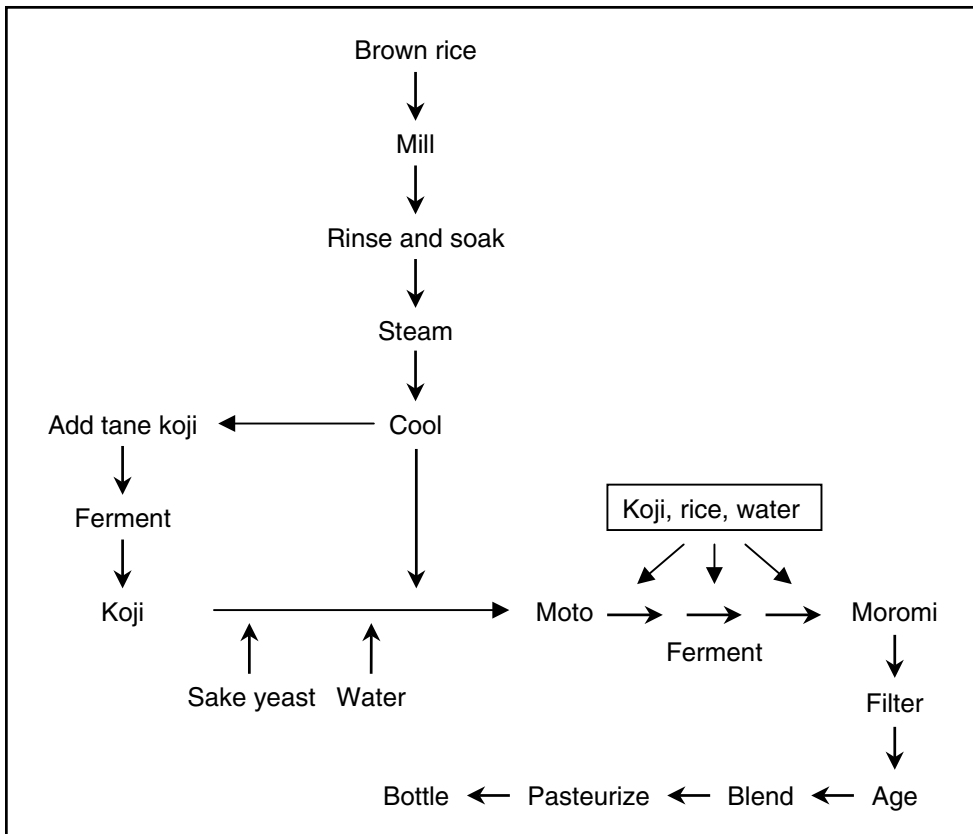 Brown rice
Mill
Rinse and soak
Steam
Add tane koji
Cool
Ferment
Koji, rice, water
Koji
Moto
Moromi
Ferment
Sake yeast
Water
Filter
Bottle
Pasteurize
Blend
Age